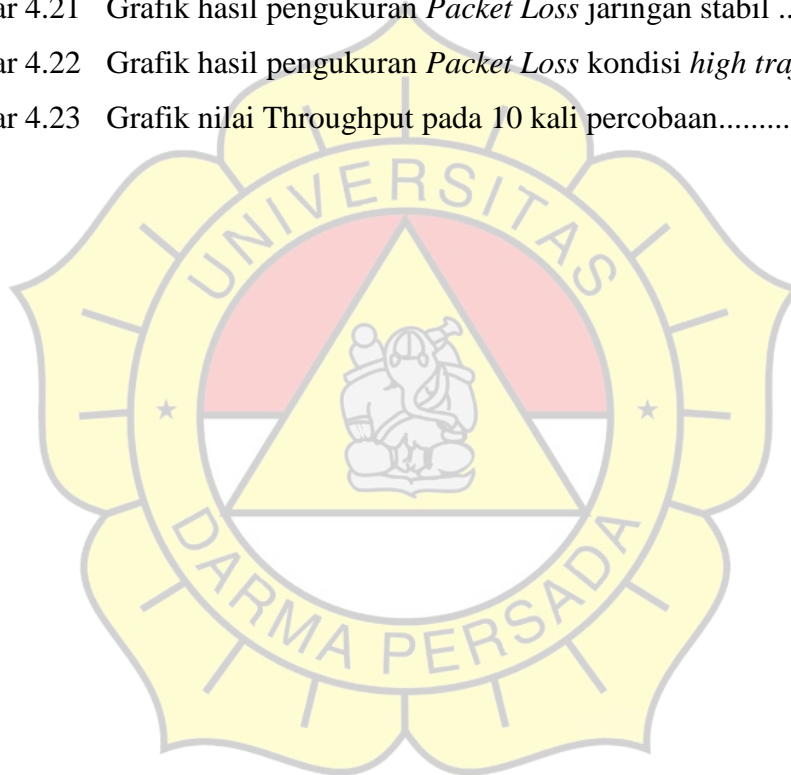 ar 4.21 Grafik hasil pengukuran Packet Loss jaringan stabil ..
ar 4.22 Grafik hasil pengukuran Packet Loss kondisi high tra
ar 4.23 Grafik nilai Throughput pada 10 kali percobaan.........
UNIVERSITAS
DARMA PERSADA